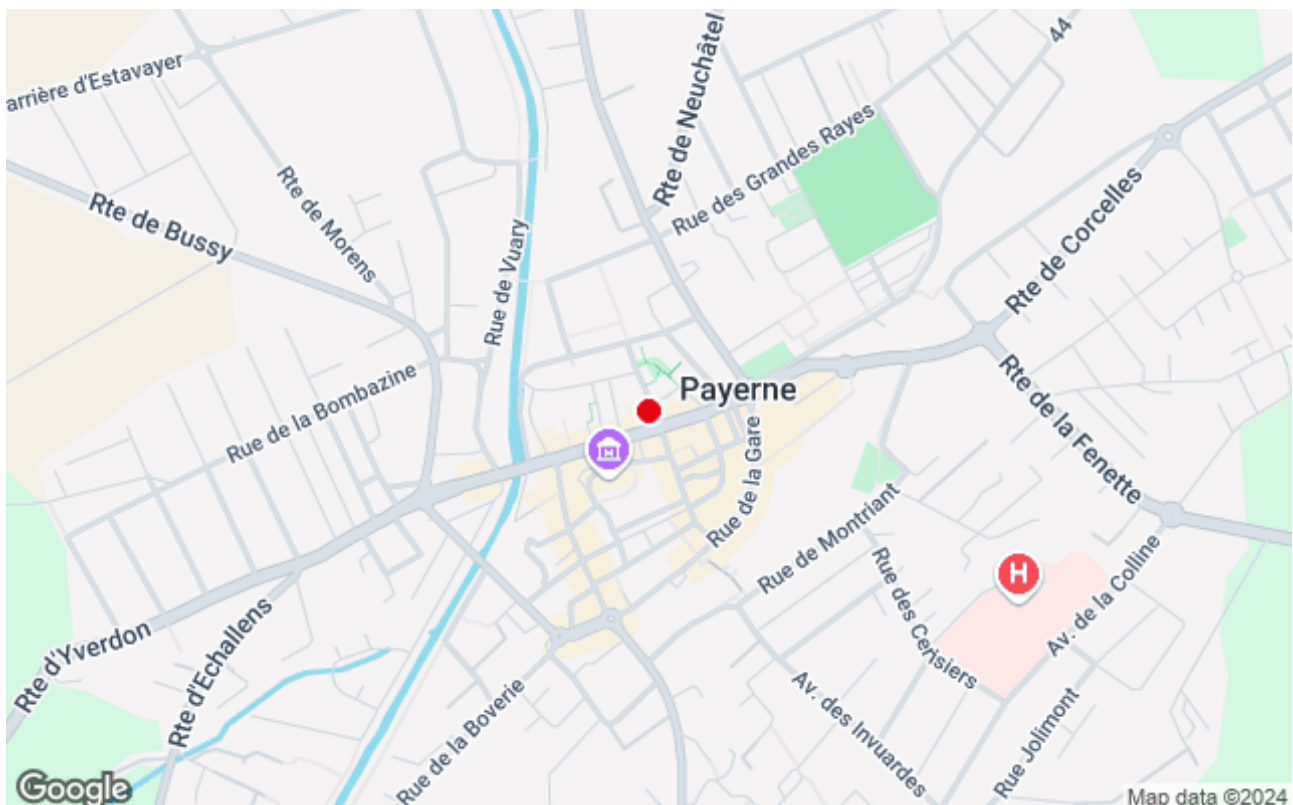 arrière d'Estavayer
Rte de Neuchâtel
44
Rue des Grandes Rayes
Rte de Morens
Rte de Bussy
Rue de Vuary
Rte de Corcelles
Rue de la Bombazine
Payerne
Rte de la Fenette
Rue de la Gare
Rue de Montriant
H
Rue des Cerisiers
Av. de la Colline
Rte d'Yverdon
Rte d'Echallens
Rue de la Boverie
Av. des Invuardes
Rue Jolimont
Google
Map data ©2024